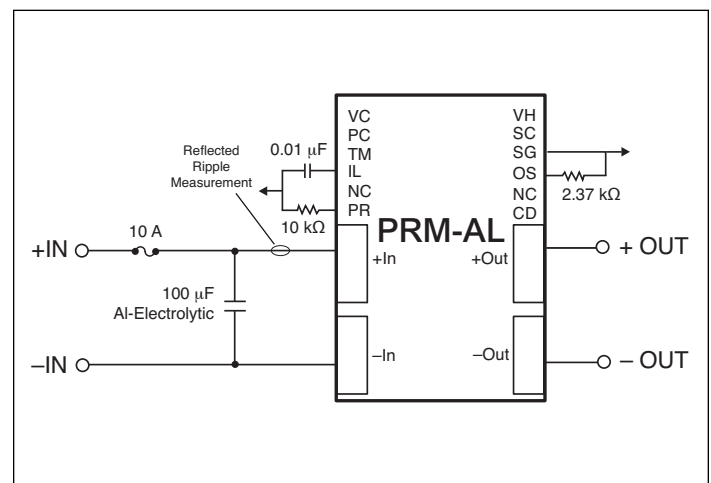 VC
PC
TM
IL
NC
PR
VH
SC
SG
OS
NC
CD
0.01 μF
10 kΩ
2.37 kΩ
Reflected
Ripple
Measurement
PRM-AL
10 A
+IN
+In
+Out
+ OUT
100 μF
Al-Electrolytic
–IN
–In
–Out
– OUT